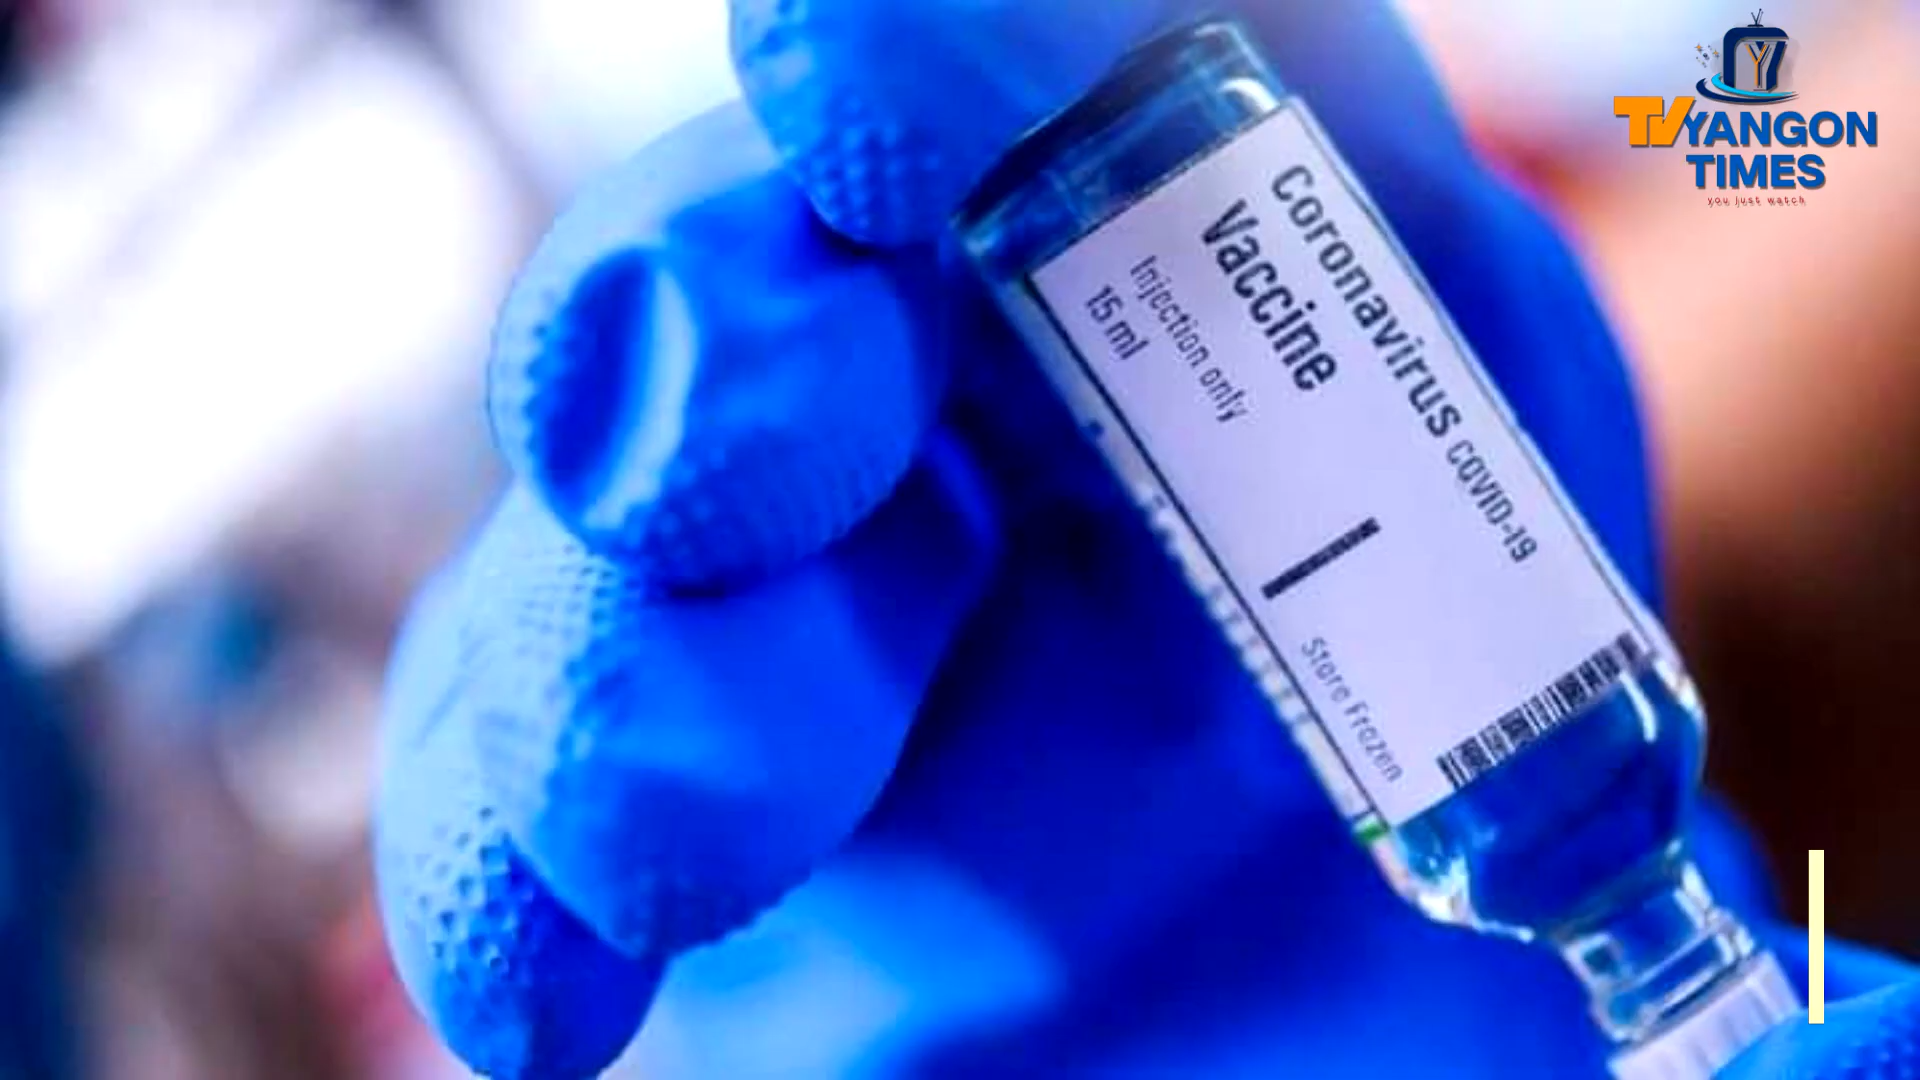 TV YANGON
TIMES
you just watch
Coronavirus COVID-19
Vaccine
Injection only
15 ml
Store Frozen